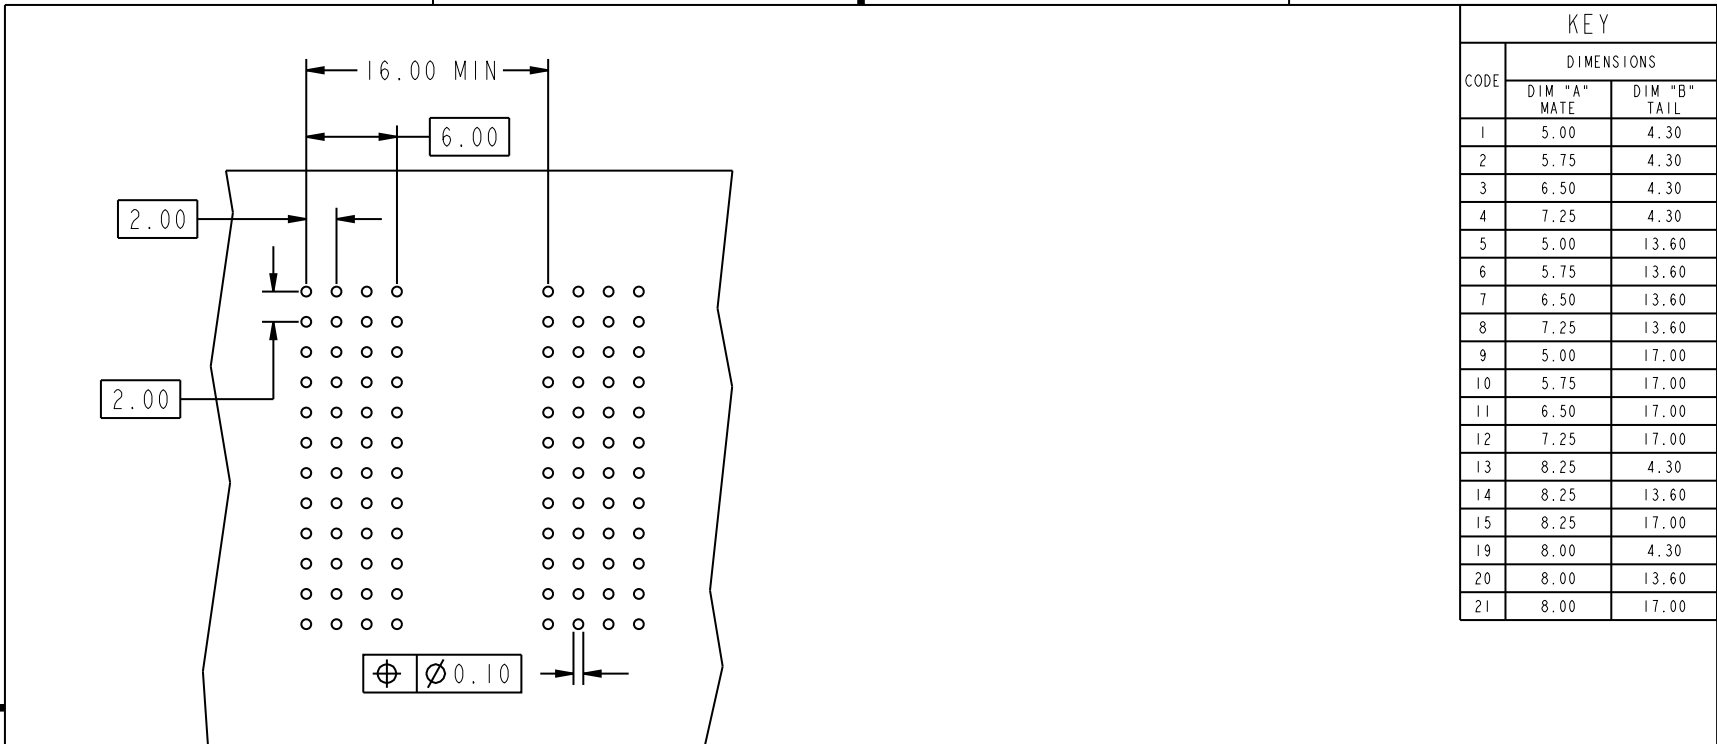 16.00 MIN
6.00
2.00
2.00
⌖ ⌀0.10
KEY
CODE DIMENSIONS
DIM "A" MATE DIM "B" TAIL
1 5.00 4.30
2 5.75 4.30
3 6.50 4.30
4 7.25 4.30
5 5.00 13.60
6 5.75 13.60
7 6.50 13.60
8 7.25 13.60
9 5.00 17.00
10 5.75 17.00
11 6.50 17.00
12 7.25 17.00
13 8.25 4.30
14 8.25 13.60
15 8.25 17.00
19 8.00 4.30
20 8.00 13.60
21 8.00 17.00